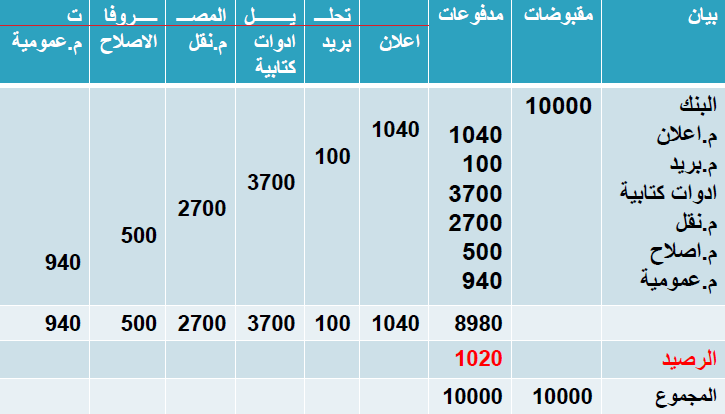 بيان مقبوضات مدفوعات تحلـ يـــل المصـ ــــروفا ت
اعلان بريد ادوات كتابية م.نقل الاصلاح م.عمومية
البنك 10000
م.اعلان 1040 1040
م.بريد 100 100
ادوات كتابية 3700 3700
م.نقل 2700 2700
م.اصلاح 500 500
م.عمومية 940 940
8980 1040 100 3700 2700 500 940
الرصيد 1020
المجموع 10000 10000